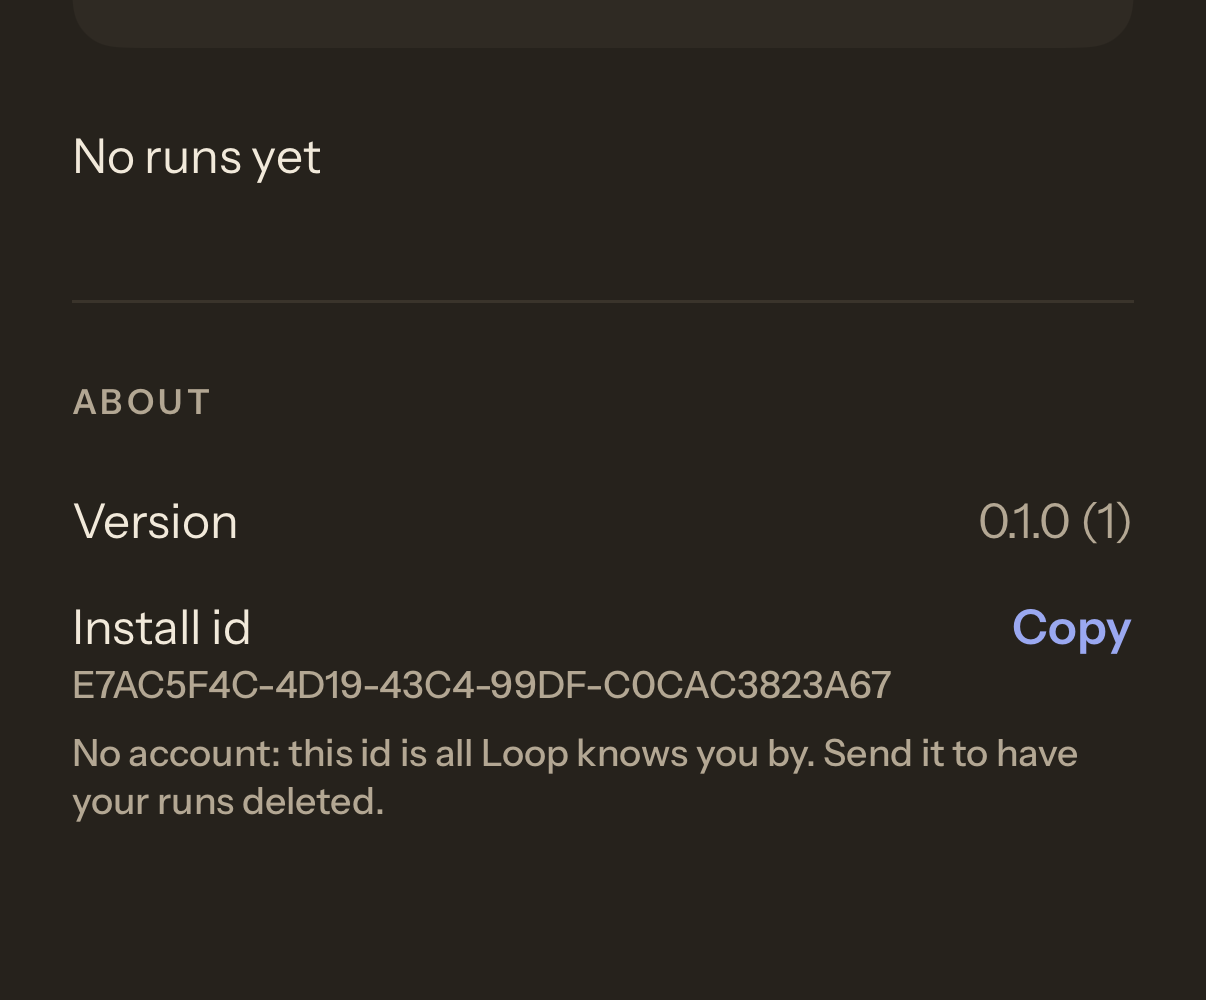 No runs yet
ABOUT
Version 0.1.0 (1)
Install id Copy
E7AC5F4C-4D19-43C4-99DF-C0CAC3823A67
No account: this id is all Loop knows you by. Send it to have
your runs deleted.